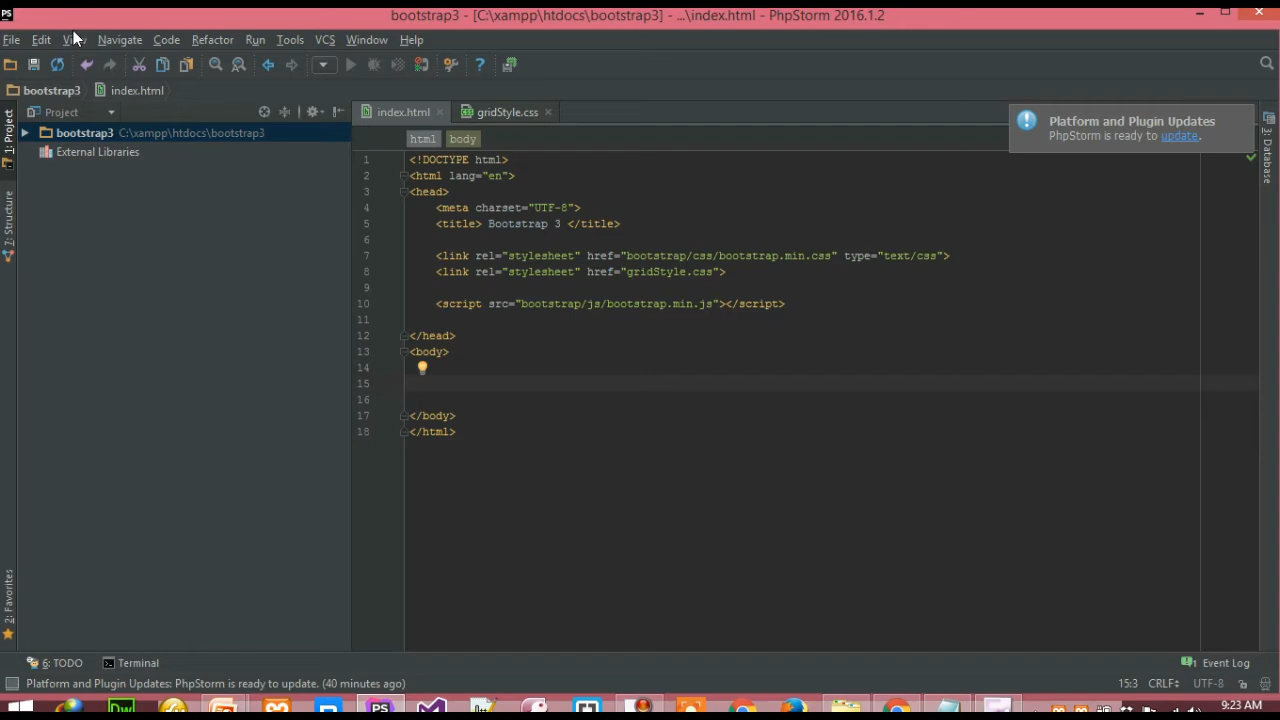 PS bootstrap3 - [C:\xampp\htdocs\bootstrap3] - ...\index.html - PhpStorm 2016.1.2
File Edit View Navigate Code Refactor Run Tools VCS Window Help
bootstrap3 index.html
Project index.html gridStyle.css
bootstrap3 C:\xampp\htdocs\bootstrap3
External Libraries
1: Project
7: Structure
2: Favorites
3: Database
html body
Platform and Plugin Updates
PhpStorm is ready to update.
1 <!DOCTYPE html>
2 <html lang="en">
3 <head>
4 <meta charset="UTF-8">
5 <title> Bootstrap 3 </title>
6
7 <link rel="stylesheet" href="bootstrap/css/bootstrap.min.css" type="text/css">
8 <link rel="stylesheet" href="gridStyle.css">
9
10 <script src="bootstrap/js/bootstrap.min.js"></script>
11
12 </head>
13 <body>
14
15
16
17 </body>
18 </html>
6: TODO Terminal 1 Event Log
Platform and Plugin Updates: PhpStorm is ready to update. (40 minutes ago) 15:3 CRLF UTF-8
Dw PS 9:23 AM